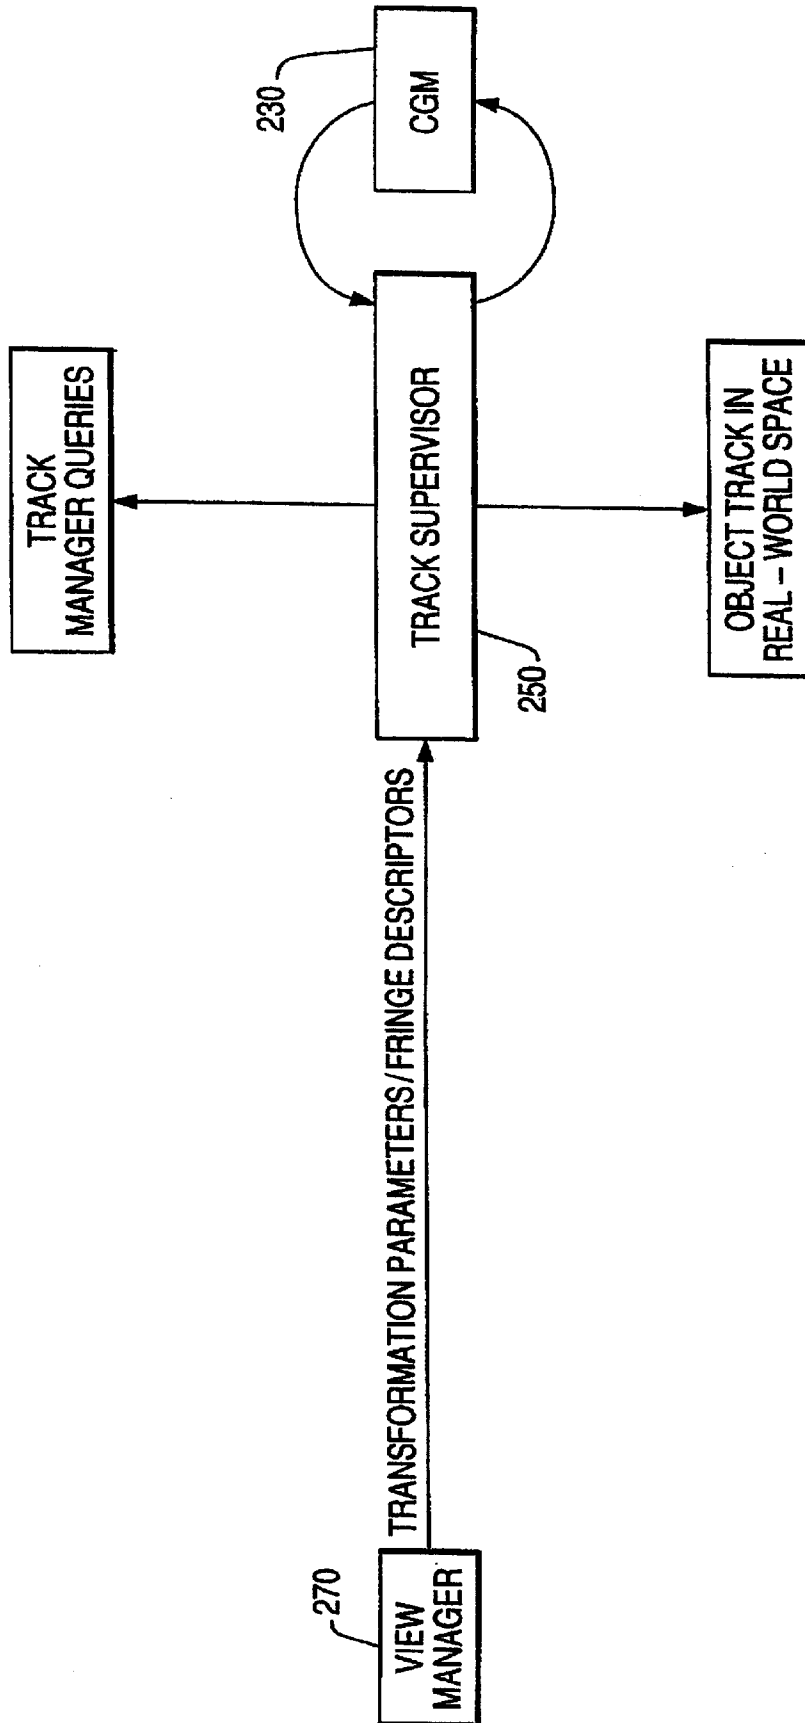 TRACK
MANAGER QUERIES
230
CGM
TRACK SUPERVISOR
250
OBJECT TRACK IN
REAL – WORLD SPACE
TRANSFORMATION PARAMETERS/FRINGE DESCRIPTORS
270
VIEW
MANAGER